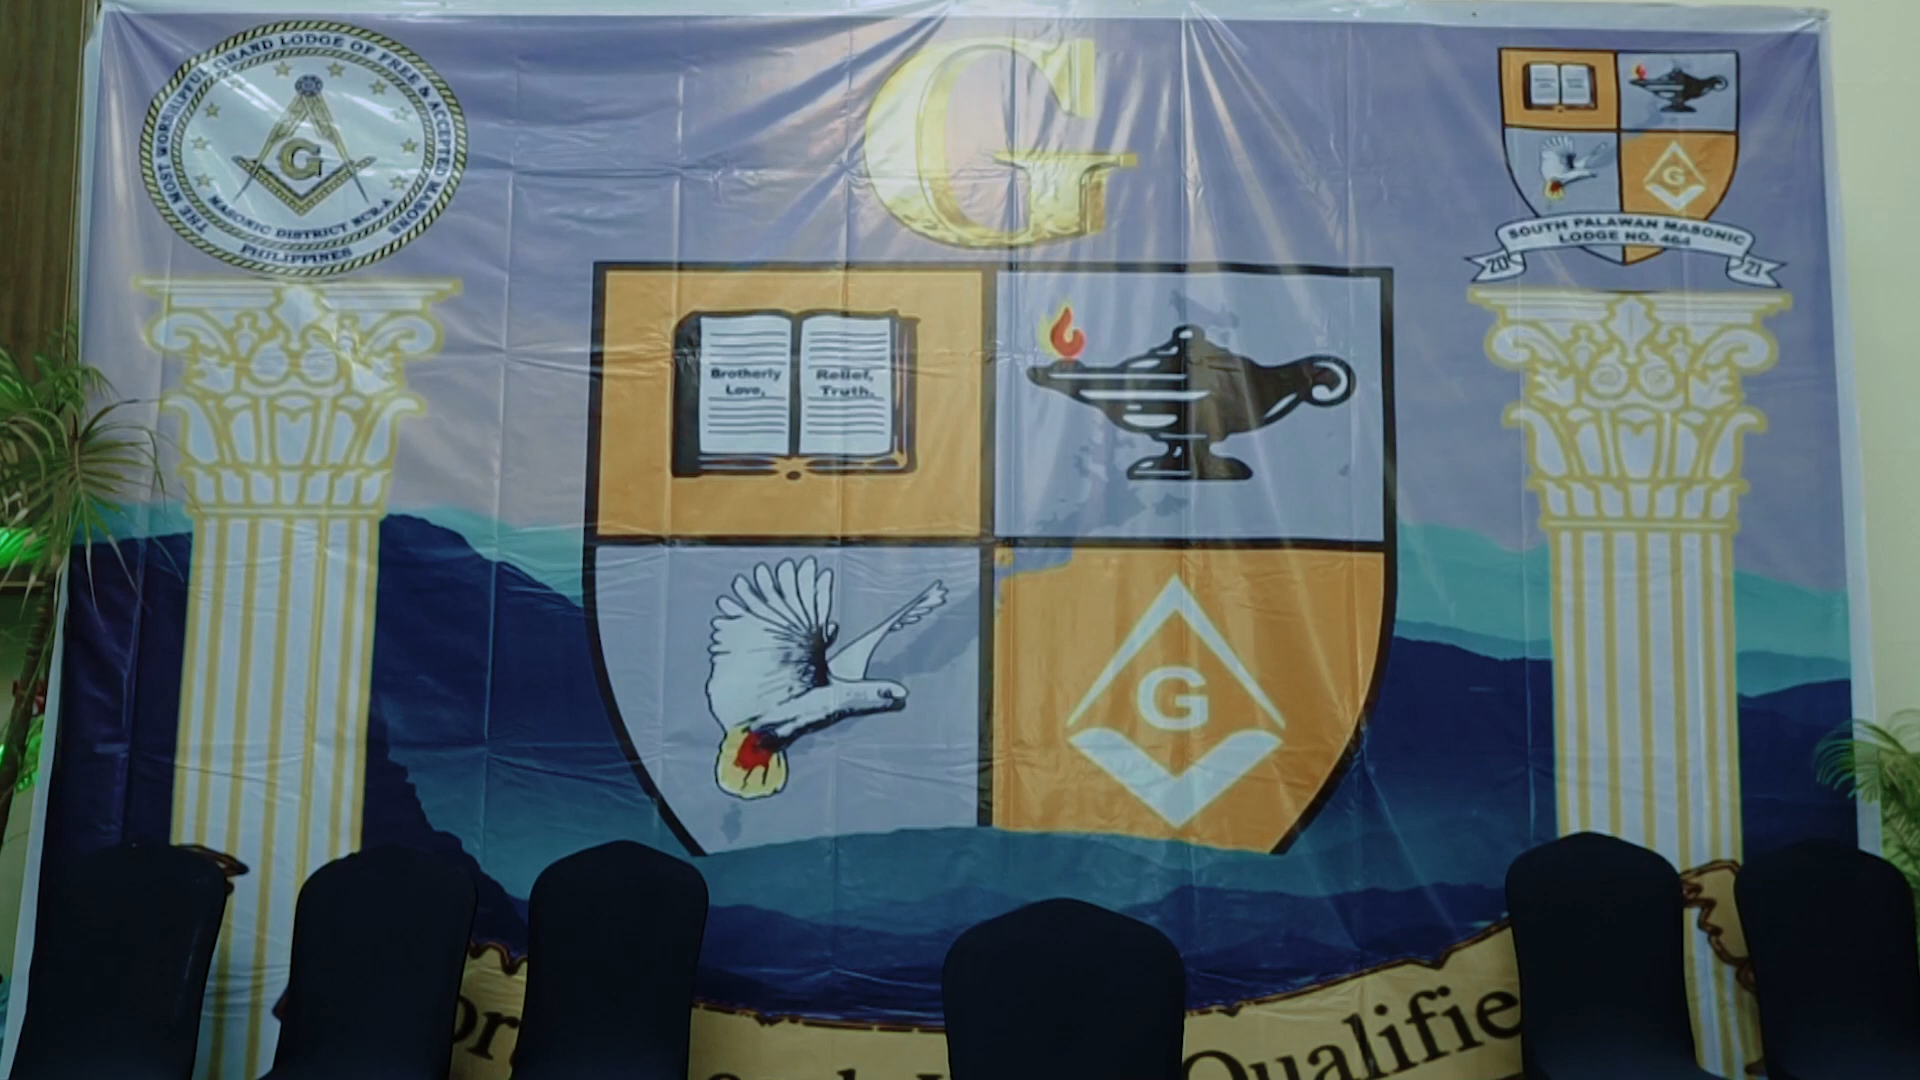 THE MOST WORSHIPFUL GRAND LODGE OF FREE & ACCEPTED MASONS
G
MASONIC DISTRICT RCR-A
PHILIPPINES
G
G
SOUTH PALAWAN MASONIC
LODGE NO. 464
20 21
Brotherly
Love,
Relief,
Truth.
G
Qualifie